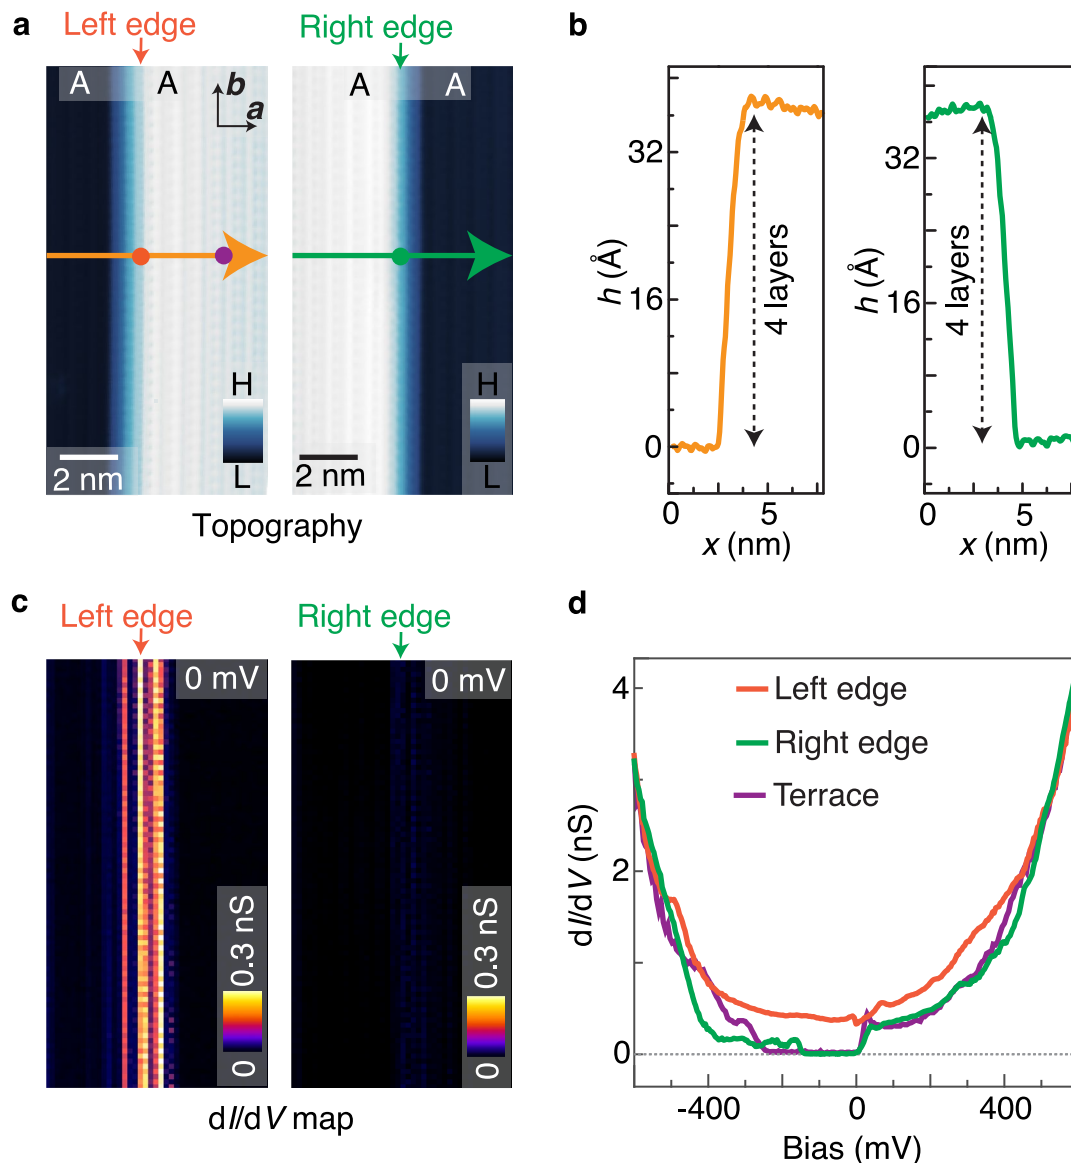 a
Left edge
Right edge
A A
b
a
A A
H
L
2 nm
H
L
2 nm
Topography
b
h (Å)
32
16
0
4 layers
0 5
x (nm)
h (Å)
32
16
0
4 layers
0 5
x (nm)
c
Left edge
Right edge
0 mV
0 0.3 nS
0 mV
0 0.3 nS
dI/dV map
d
dI/dV (nS)
4
2
0
Left edge
Right edge
Terrace
-400 0 400
Bias (mV)